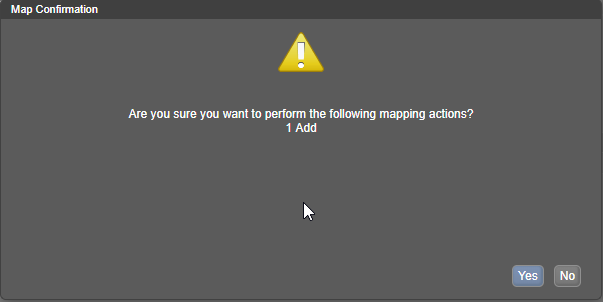 Map Confirmation
Are you sure you want to perform the following mapping actions?
1 Add
Yes No